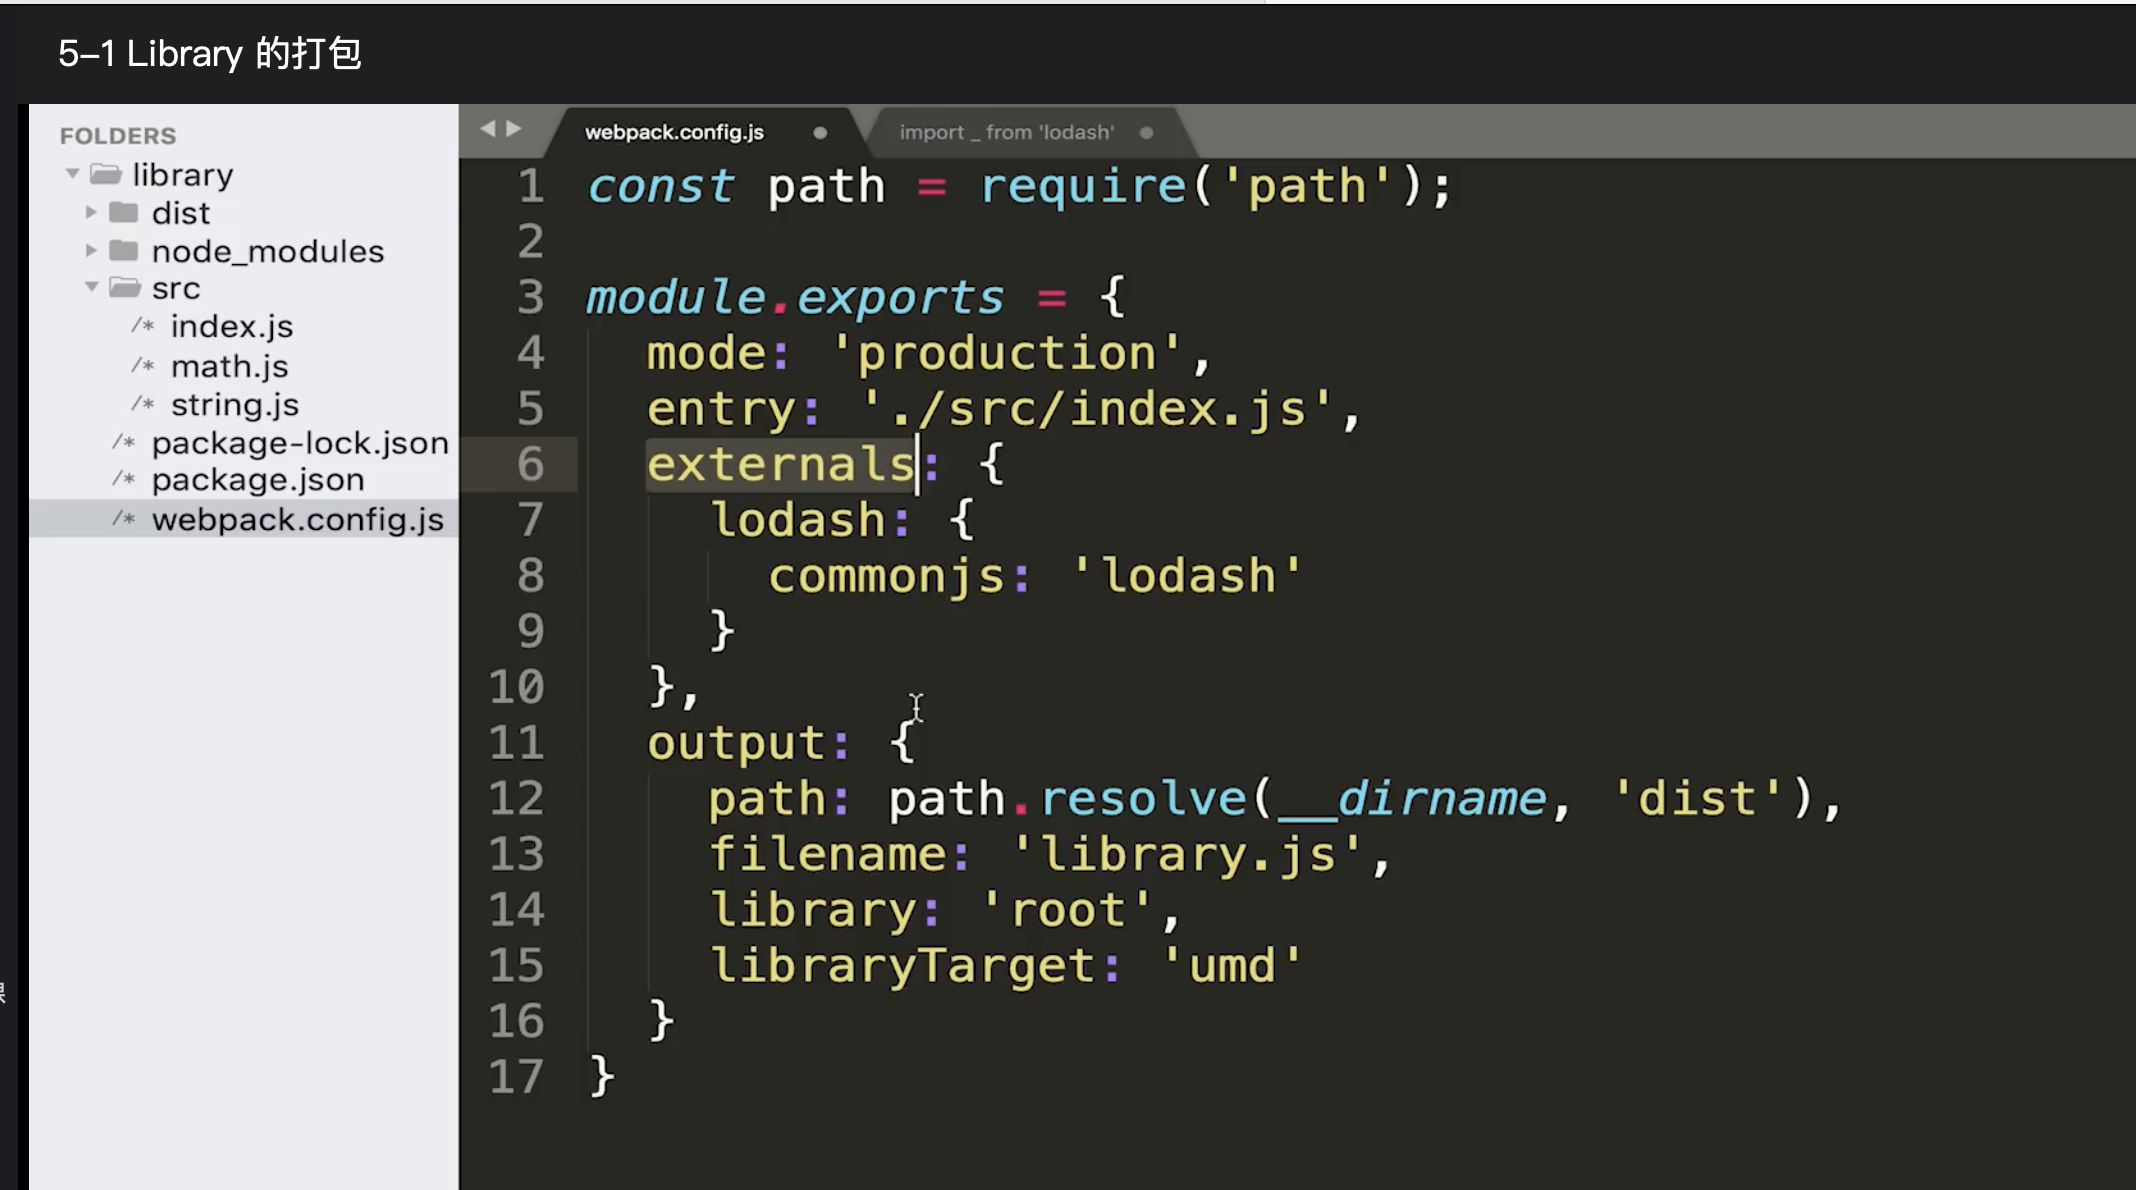 5–1 Library 的打包
FOLDERS
library
dist
node_modules
src
/* index.js
/* math.js
/* string.js
/* package-lock.json
/* package.json
/* webpack.config.js
webpack.config.js
import _ from 'lodash'
1 const path = require('path');
2
3 module.exports = {
4 mode: 'production',
5 entry: './src/index.js',
6 externals: {
7 lodash: {
8 commonjs: 'lodash'
9 }
10 },
11 output: {
12 path: path.resolve(__dirname, 'dist'),
13 filename: 'library.js',
14 library: 'root',
15 libraryTarget: 'umd'
16 }
17 }